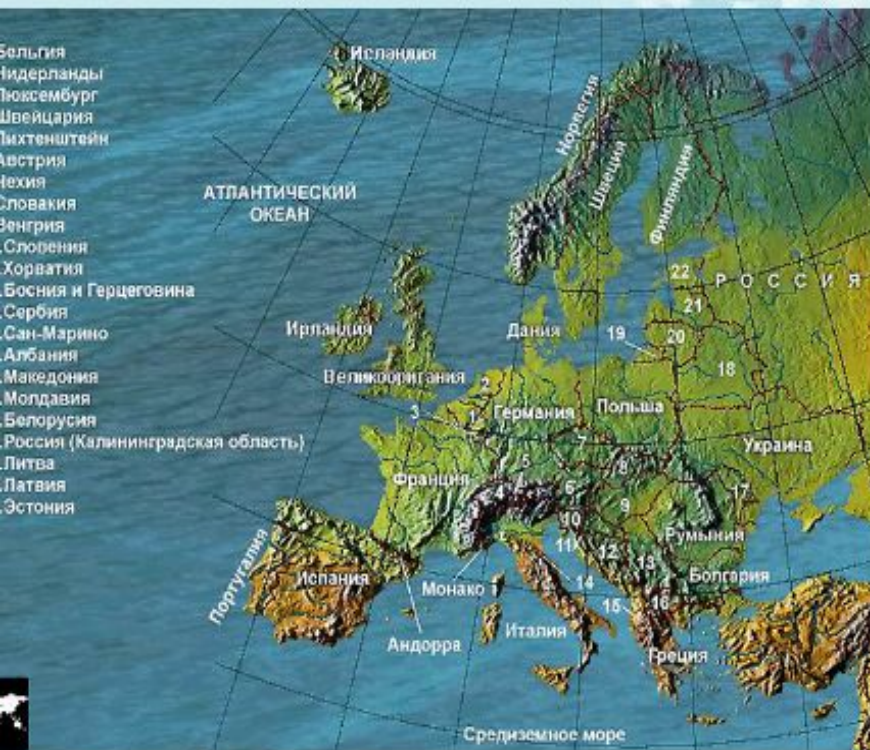 Бельгия
Нидерланды
Люксембург
Швейцария
Лихтенштейн
Австрия
Чехия
Словакия
Венгрия
.Словения
.Хорватия
.Босния и Герцеговина
.Сербия
.Сан-Марино
.Албания
.Македония
.Молдавия
.Белорусия
.Россия (Калининградская область)
.Литва
.Латвия
.Эстония
Исландия
Норвегия
Швеция
Финляндия
АТЛАНТИЧЕСКИЙ
ОКЕАН
22
РОССИЯ
21
Ирландия
Дания
19
20
18
Великобритания
2
3
1
Германия
Польша
7
Украина
5
8
Франция
4
6
9
17
10
Румыния
11
12
13
Португалия
Испания
Монако
14
Болгария
15
16
Андорра
Италия
Греция
Средиземное море